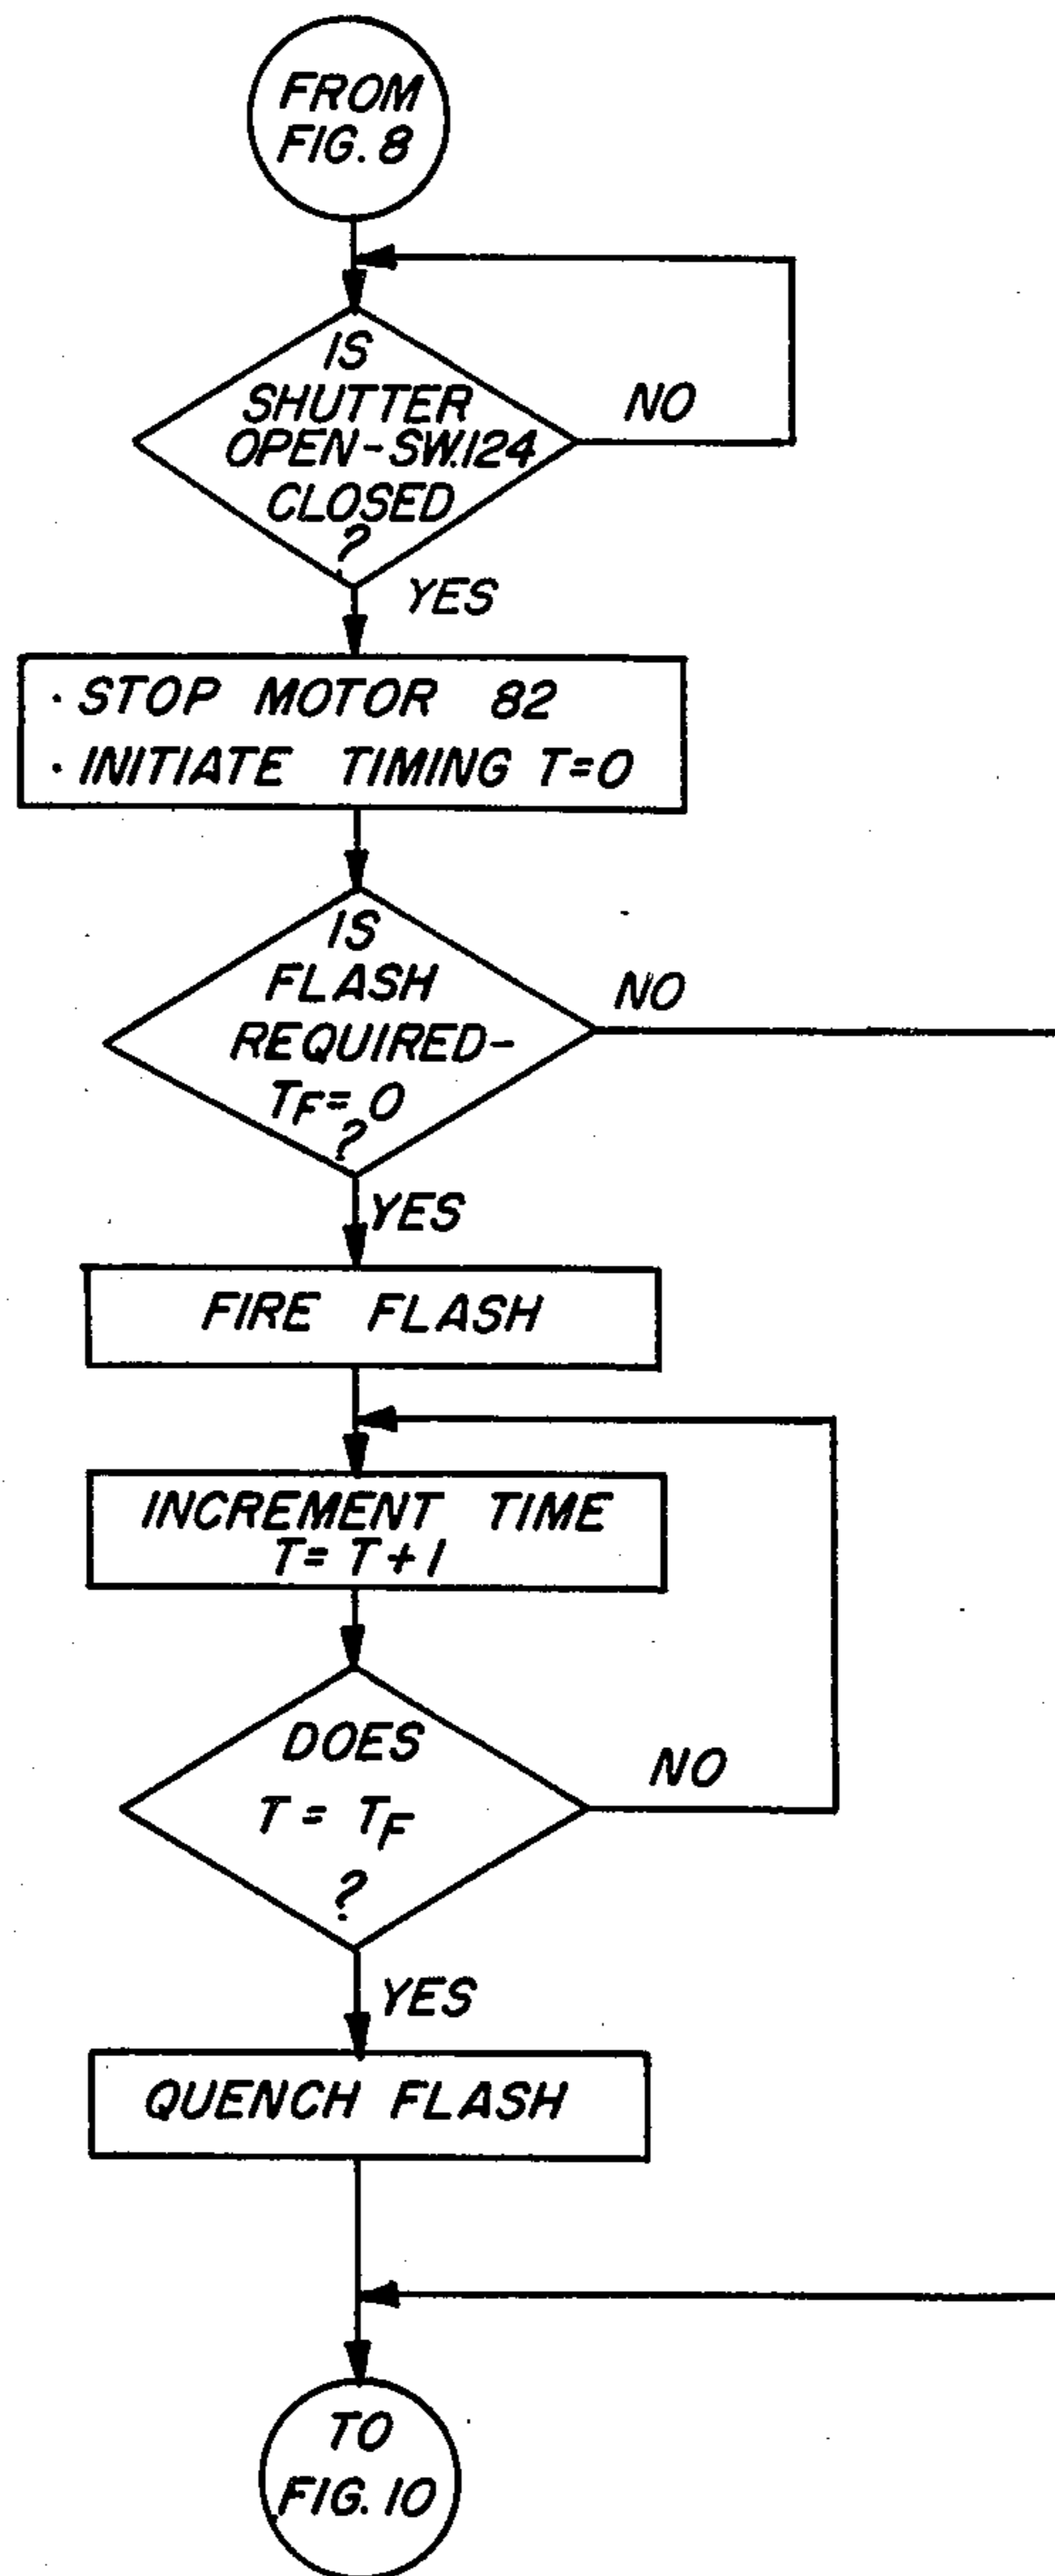 FROM
FIG. 8
IS
SHUTTER
OPEN-SW.124
CLOSED
?
NO
YES
· STOP MOTOR 82
· INITIATE TIMING T=0
IS
FLASH
REQUIRED-
TF=0
?
NO
YES
FIRE FLASH
INCREMENT TIME
T=T+1
DOES
T=TF
?
NO
YES
QUENCH FLASH
TO
FIG. 10